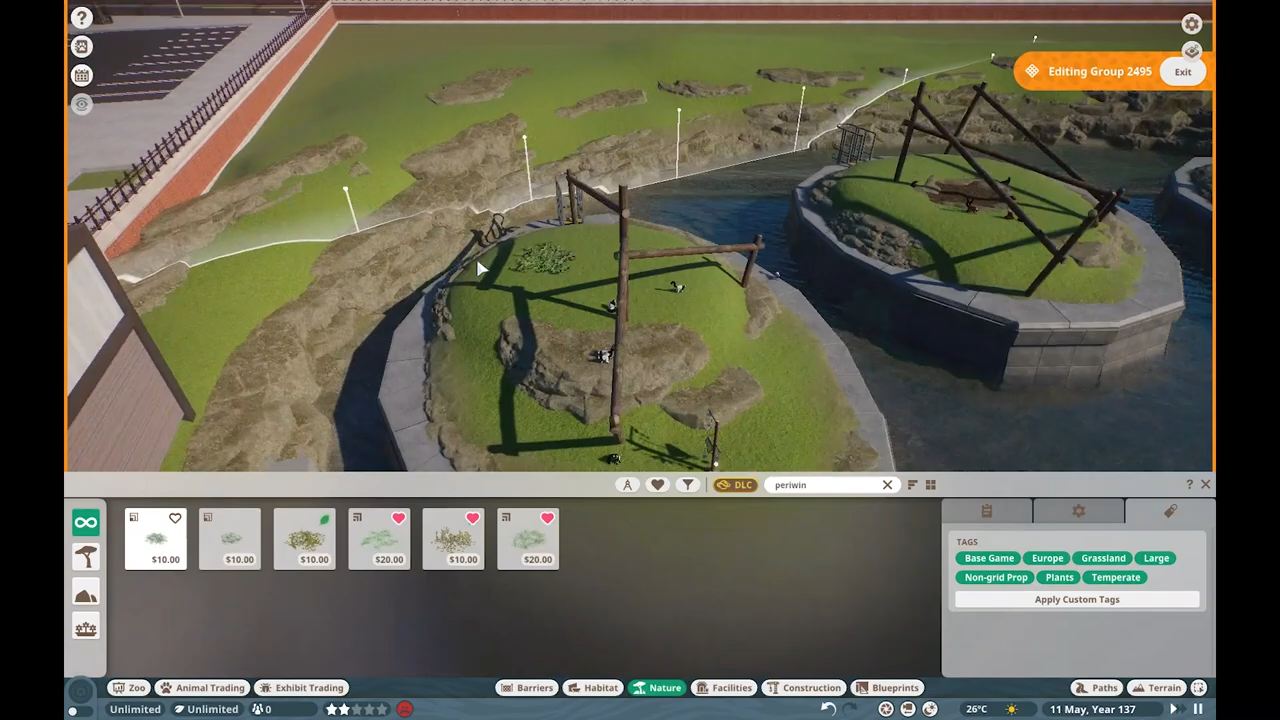 ?
Editing Group 2495 Exit
DLC periwin
?
$10.00 $10.00 $10.00 $20.00 $10.00 $20.00
TAGS
Base Game Europe Grassland Large
Non-grid Prop Plants Temperate
Apply Custom Tags
Zoo Animal Trading Exhibit Trading Barriers Habitat Nature Facilities Construction Blueprints Paths Terrain
Unlimited Unlimited 0 26°C 11 May, Year 137